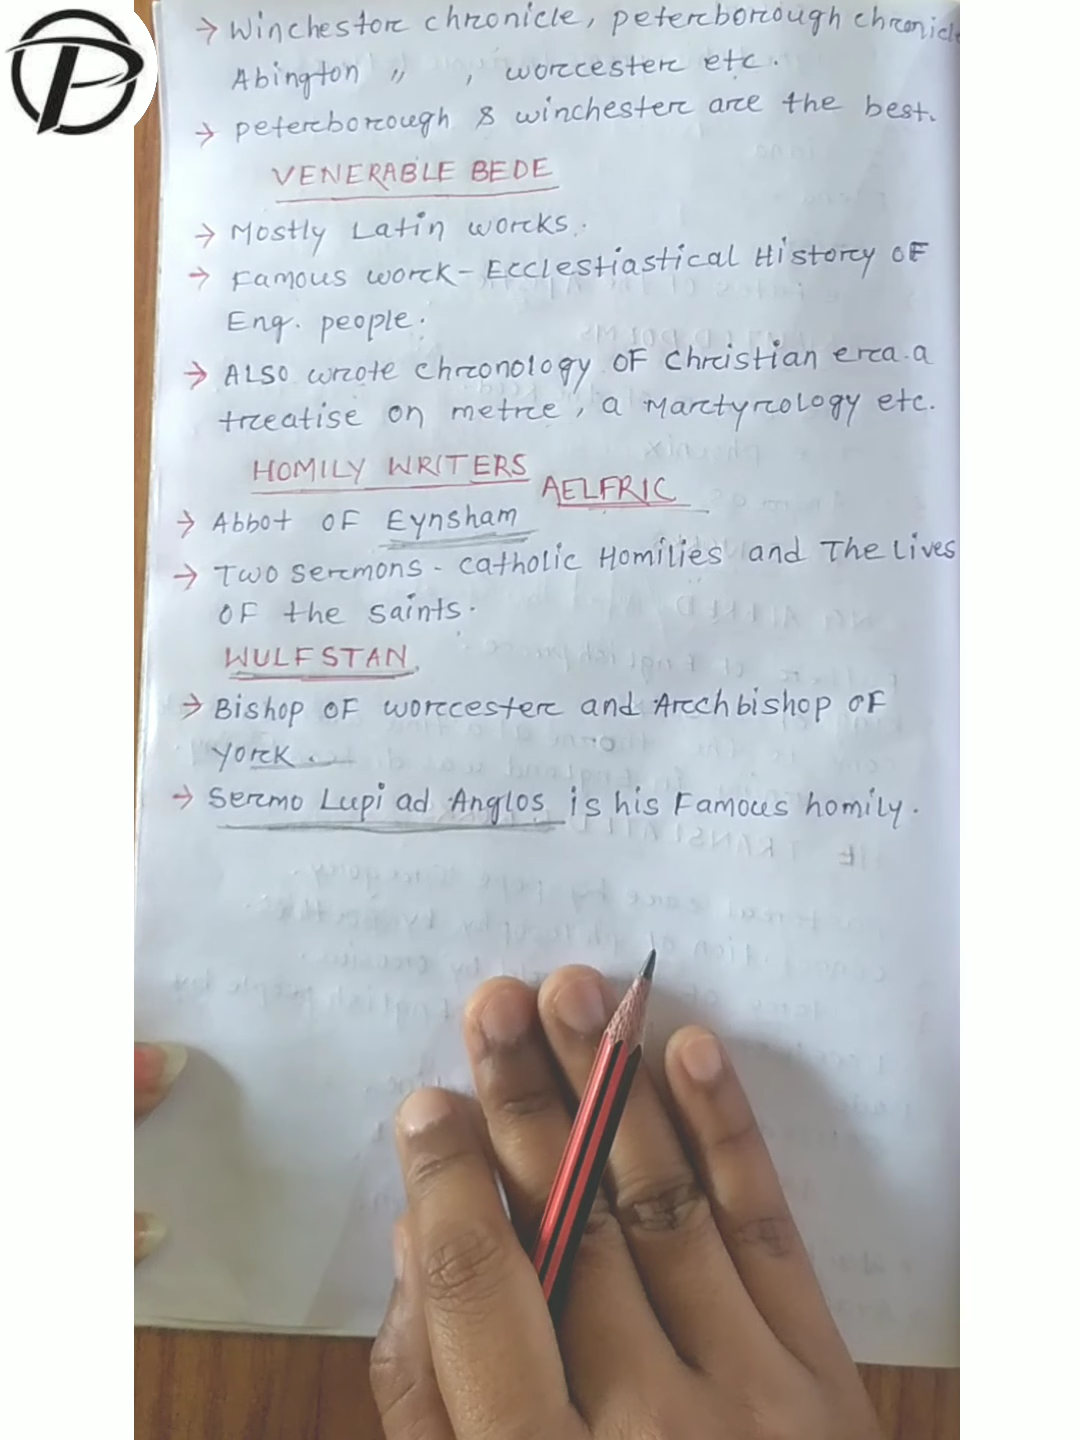 → Winchester chronicle, peterborough chronicle
Abington " , worcester etc.
→ peterborough & winchester are the best.
VENERABLE BEDE
→ Mostly Latin works.
→ Famous work - Ecclestiastical History OF
Eng. people.
→ ALSO wrote chronology OF christian era. a
treatise on metre, a Martyrology etc.
HOMILY WRITERS
AELFRIC
→ Abbot OF Eynsham
→ Two sermons - catholic Homilies and The Lives
OF the saints.
WULFSTAN
→ Bishop OF worcester and Archbishop OF
York.
→ Sermo Lupi ad Anglos is his Famous homily.